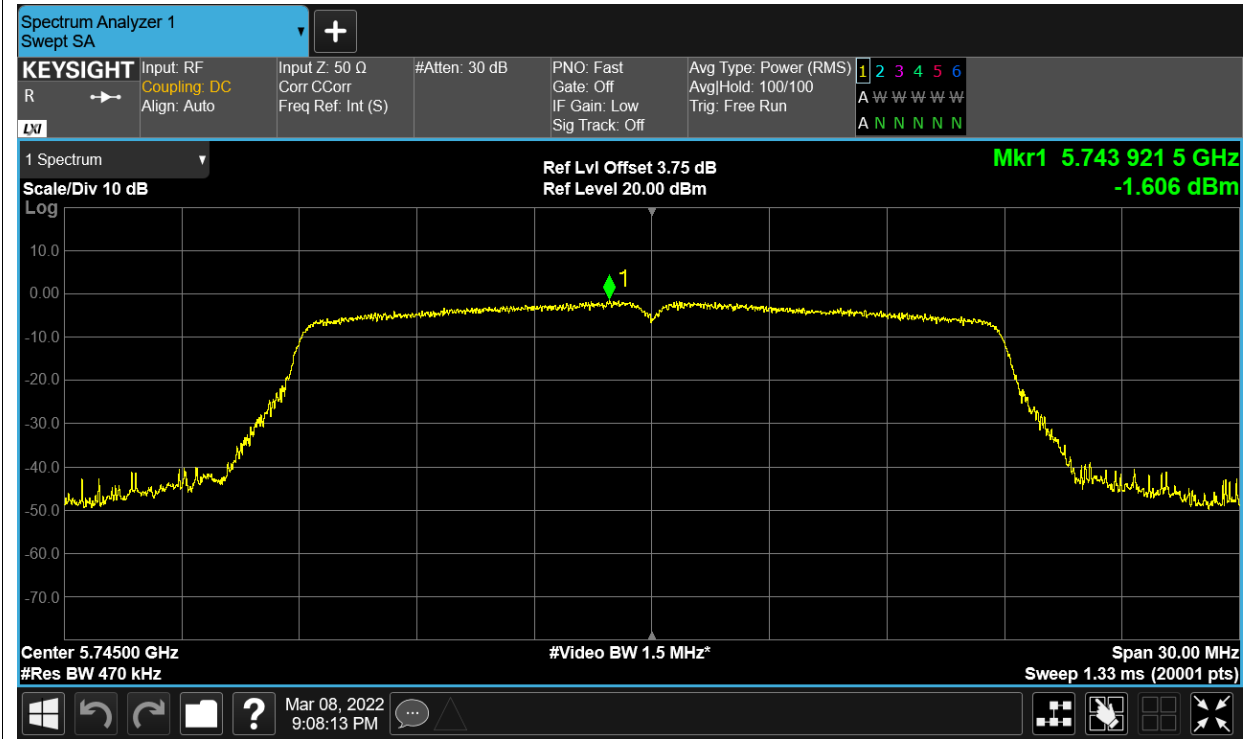 Spectrum Analyzer 1
Swept SA
KEYSIGHT
R
LXI
Input: RF
Coupling: DC
Align: Auto
Input Z: 50 Ω
Corr CCorr
Freq Ref: Int (S)
#Atten: 30 dB
PNO: Fast
Gate: Off
IF Gain: Low
Sig Track: Off
Avg Type: Power (RMS)
Avg|Hold: 100/100
Trig: Free Run
1 2 3 4 5 6
A W W W W W
A N N N N N
1 Spectrum
Scale/Div 10 dB
Log
Ref Lvl Offset 3.75 dB
Ref Level 20.00 dBm
Mkr1 5.743 921 5 GHz
-1.606 dBm
10.0
1
0.00
-10.0
-20.0
-30.0
-40.0
-50.0
-60.0
-70.0
Center 5.74500 GHz
#Video BW 1.5 MHz*
Span 30.00 MHz
#Res BW 470 kHz
Sweep 1.33 ms (20001 pts)
?
Mar 08, 2022
9:08:13 PM